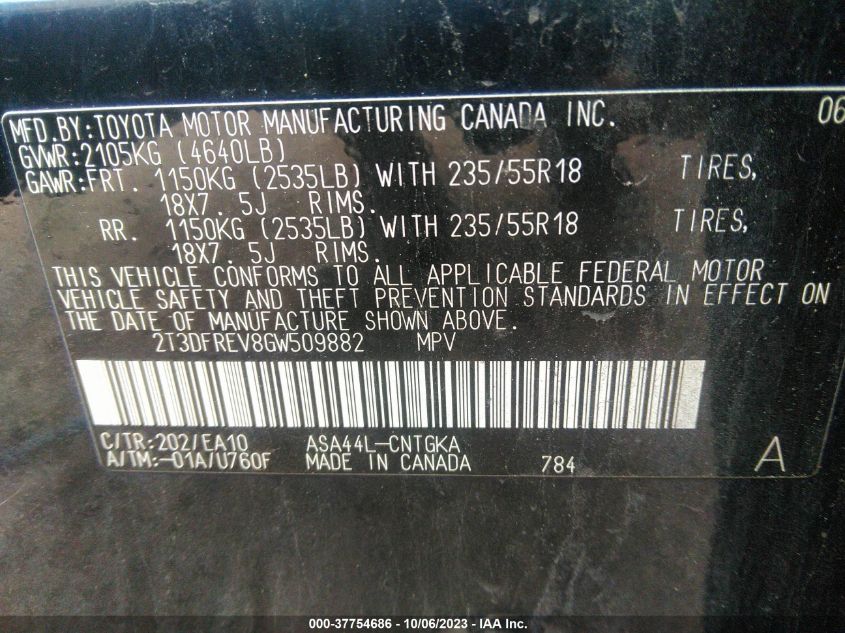 MFD.BY:TOYOTA MOTOR MANUFACTURING CANADA INC. 06
GVWR:2105KG (4640LB)
GAWR:FRT. 1150KG (2535LB) WITH 235/55R18 TIRES,
18X7. 5J RIMS.
RR. 1150KG (2535LB) WITH 235/55R18 TIRES,
18X7. 5J RIMS.
THIS VEHICLE CONFORMS TO ALL APPLICABLE FEDERAL MOTOR
VEHICLE SAFETY AND THEFT PREVENTION STANDARDS IN EFFECT ON
THE DATE OF MANUFACTURE SHOWN ABOVE.
2T3DFREV8GW509882 MPV
C/TR:202/EA10 ASA44L-CNTGKA
A/TM:-01A/U760F MADE IN CANADA 784 A
000-37754686 - 10/06/2023 - IAA Inc.